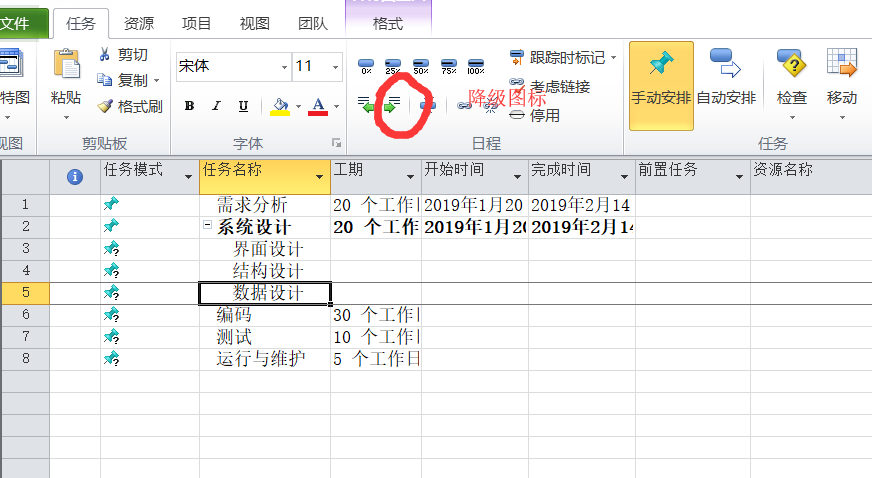 文件 任务 资源 项目 视图 团队 格式
特图 粘贴 剪切 复制 格式刷
宋体 11
B I U A
0% 25% 50% 75% 100%
跟踪时标记
考虑链接
停用
降级图标
手动安排 自动安排 检查 移动
视图 剪贴板 字体 日程 任务
任务模式 任务名称 工期 开始时间 完成时间 前置任务 资源名称
1 需求分析 20 个工作 2019年1月20 2019年2月14
2 系统设计 20 个工作 2019年1月20 2019年2月14
3 界面设计
4 结构设计
5 数据设计
6 编码 30 个工作
7 测试 10 个工作
8 运行与维护 5 个工作日